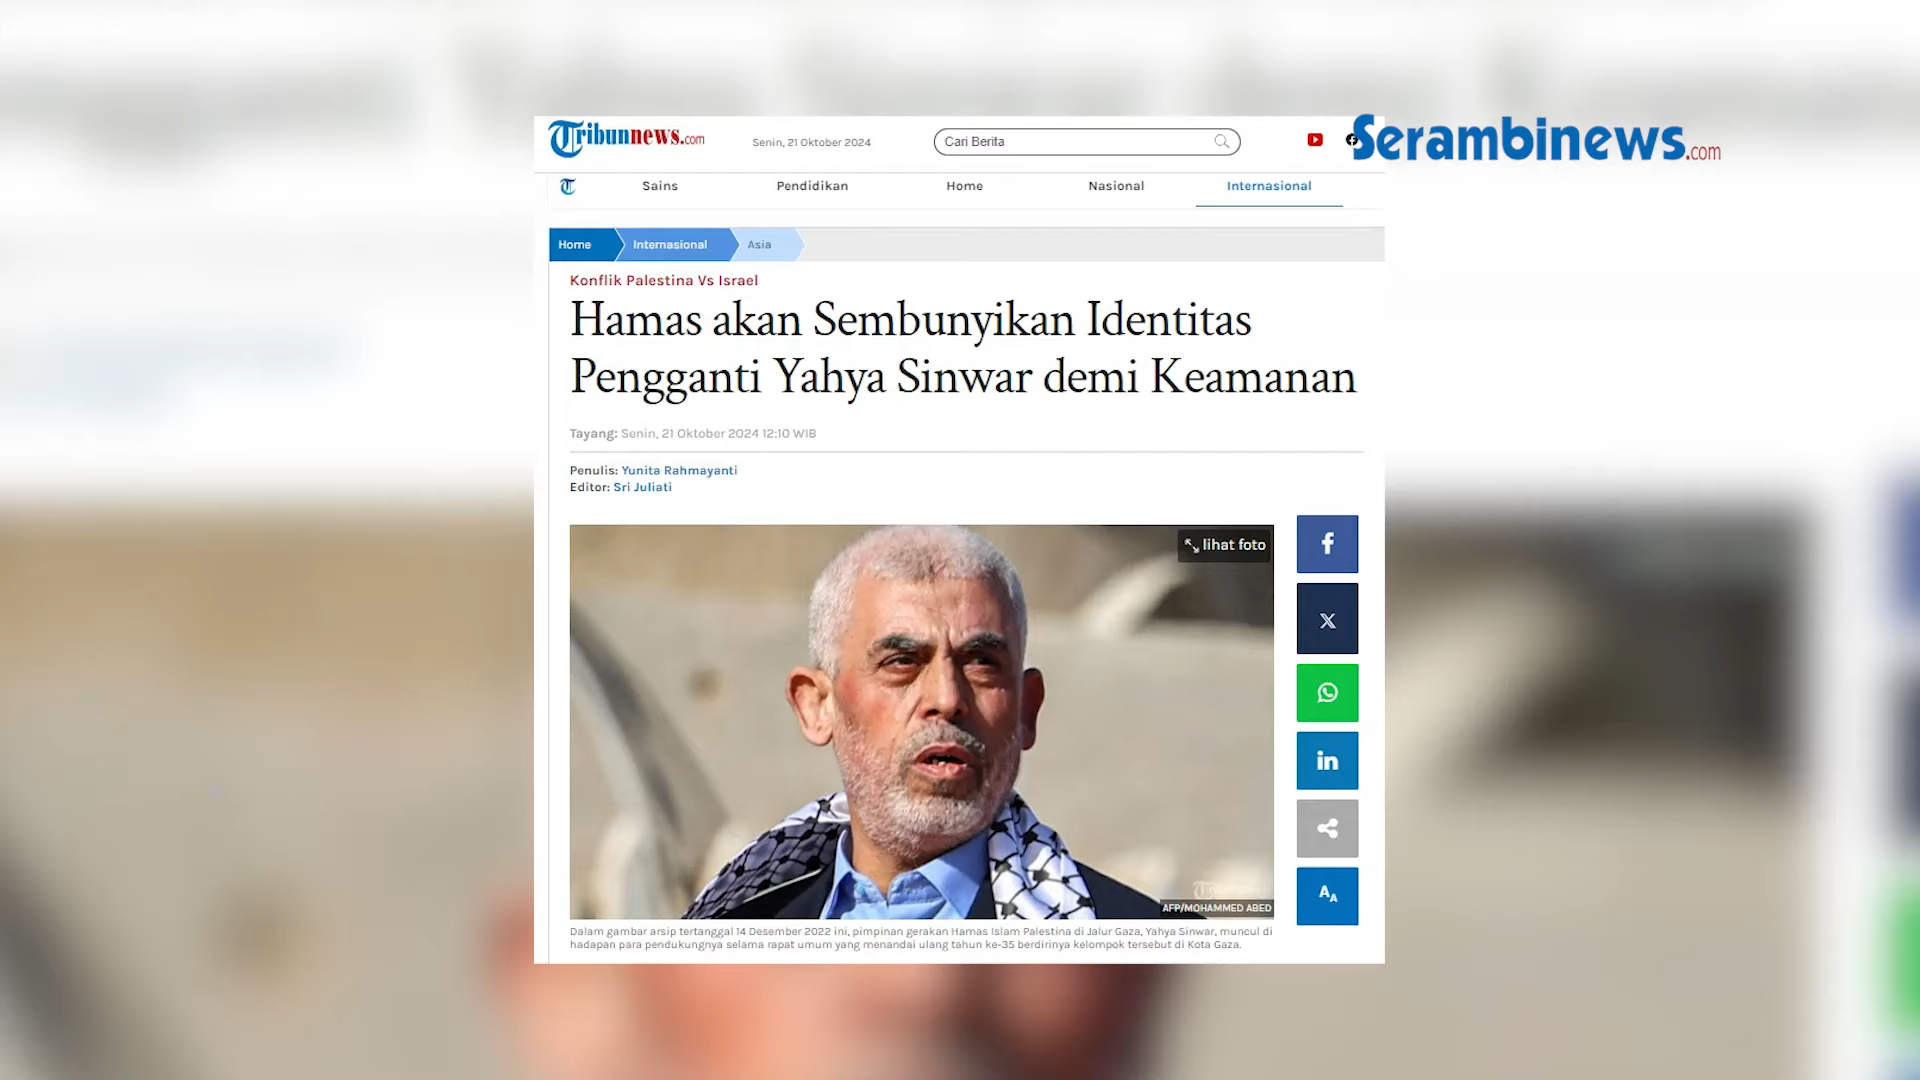 Tribunnews.com
Senin, 21 Oktober 2024
Cari Berita
Serambinews.com
Sains
Pendidikan
Home
Nasional
Internasional
Home
Internasional
Asia
Konflik Palestina Vs Israel
Hamas akan Sembunyikan Identitas
Pengganti Yahya Sinwar demi Keamanan
Tayang: Senin, 21 Oktober 2024 12:10 WIB
Penulis: Yunita Rahmayanti
Editor: Sri Juliati
lihat foto
AFP/MOHAMMED ABED
Dalam gambar arsip tertanggal 14 Desember 2022 ini, pimpinan gerakan Hamas Islam Palestina di Jalur Gaza, Yahya Sinwar, muncul di
hadapan para pendukungnya selama rapat umum yang menandai ulang tahun ke-35 berdirinya kelompok tersebut di Kota Gaza.